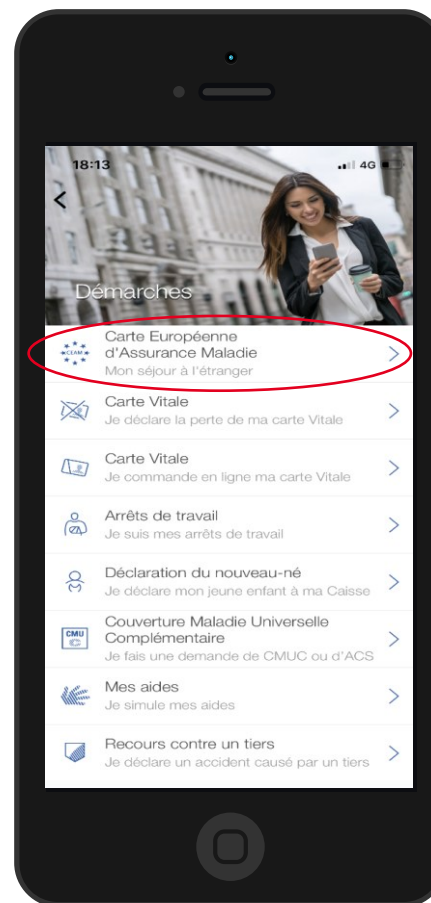 18:13
4G
Démarches
Carte Européenne
d'Assurance Maladie
Mon séjour à l'étranger
CEAM
Carte Vitale
Je déclare la perte de ma carte Vitale
Carte Vitale
Je commande en ligne ma carte Vitale
Arrêts de travail
Je suis mes arrêts de travail
Déclaration du nouveau-né
Je déclare mon jeune enfant à ma Caisse
CMU
Couverture Maladie Universelle
Complémentaire
Je fais une demande de CMUC ou d'ACS
Mes aides
Je simule mes aides
Recours contre un tiers
Je déclare un accident causé par un tiers